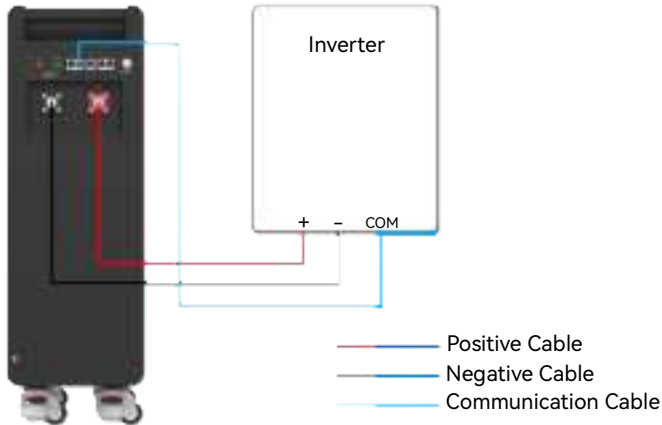 Inverter
+ – COM
Positive Cable
Negative Cable
Communication Cable